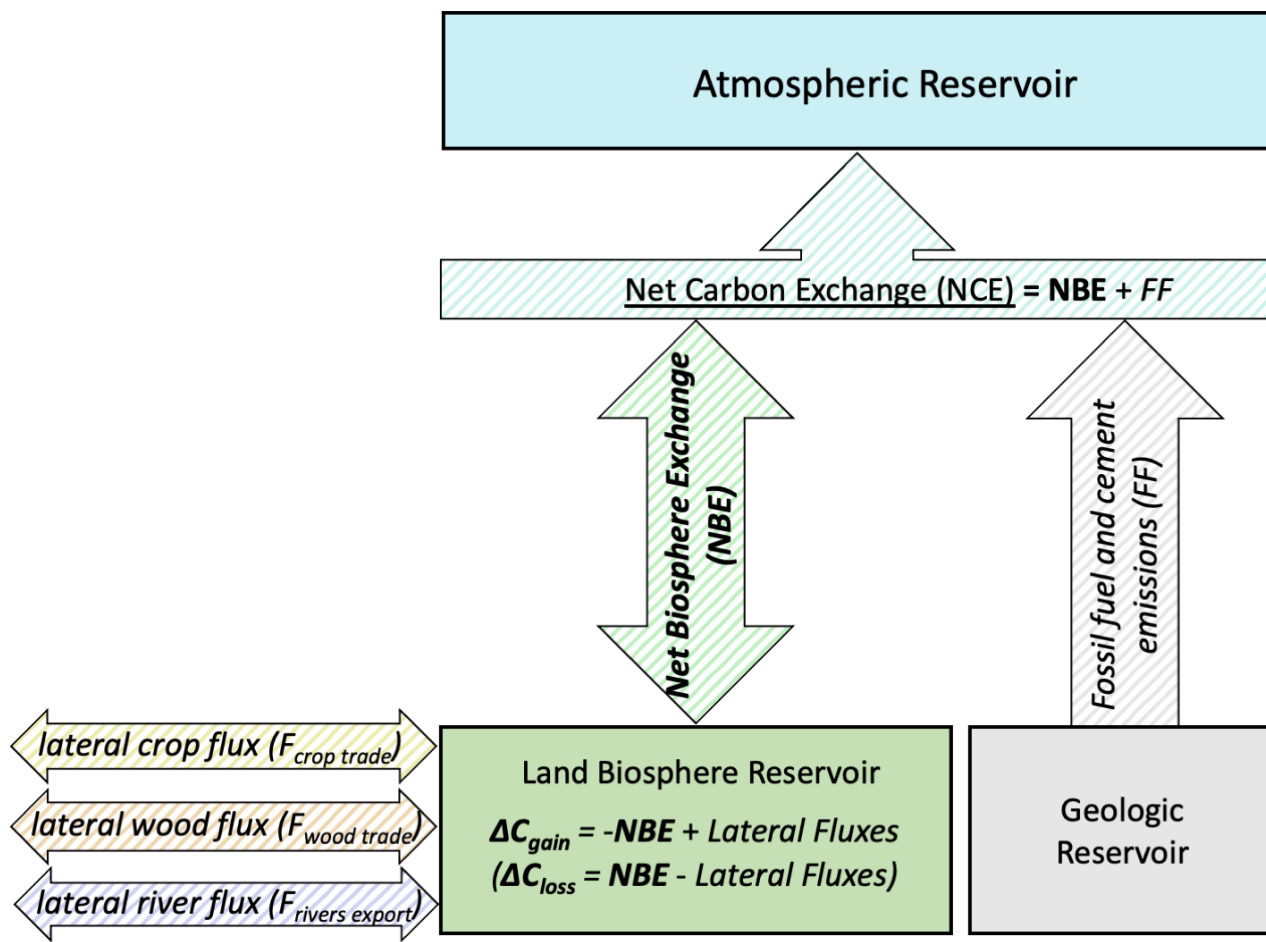 Atmospheric Reservoir
Net Carbon Exchange (NCE) = NBE + FF
Net Biosphere Exchange
(NBE)
Fossil fuel and cement
emissions (FF)
lateral crop flux (Fcrop trade)
lateral wood flux (Fwood trade)
lateral river flux (Frivers export)
Land Biosphere Reservoir
ΔCgain = -NBE + Lateral Fluxes
(ΔCloss = NBE - Lateral Fluxes)
Geologic
Reservoir